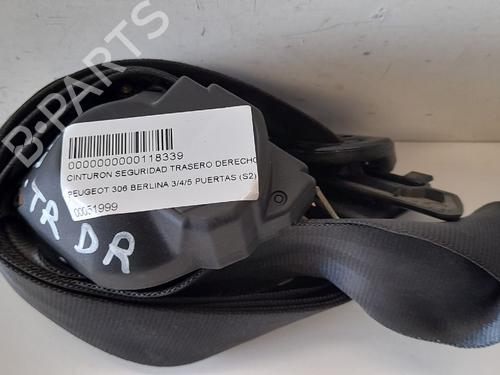 B-PARTS
0000000000118339
CINTURON SEGURIDAD TRASERO DERECHO
PEUGEOT 306 BERLINA 3/4/5 PUERTAS (S2)
00051999
TR DR